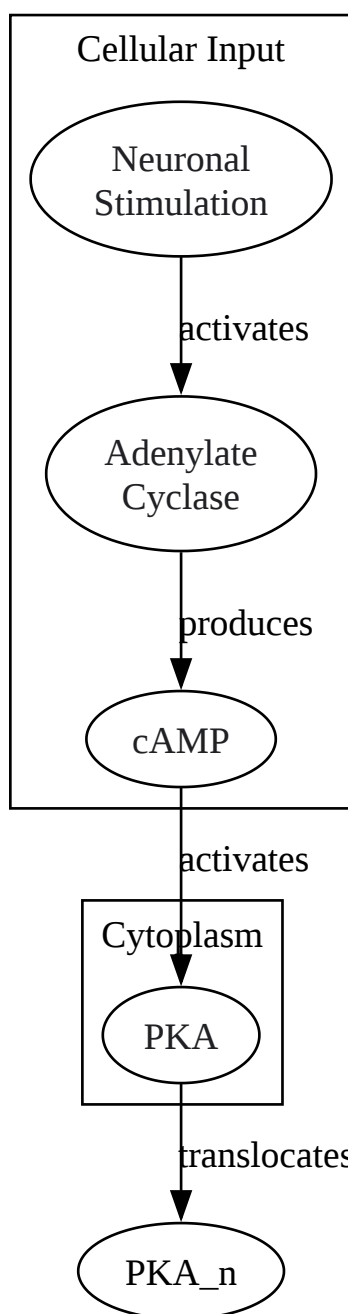 Cellular Input
Neuronal
Stimulation
activates
Adenylate
Cyclase
produces
cAMP
activates
Cytoplasm
PKA
translocates
PKA_n